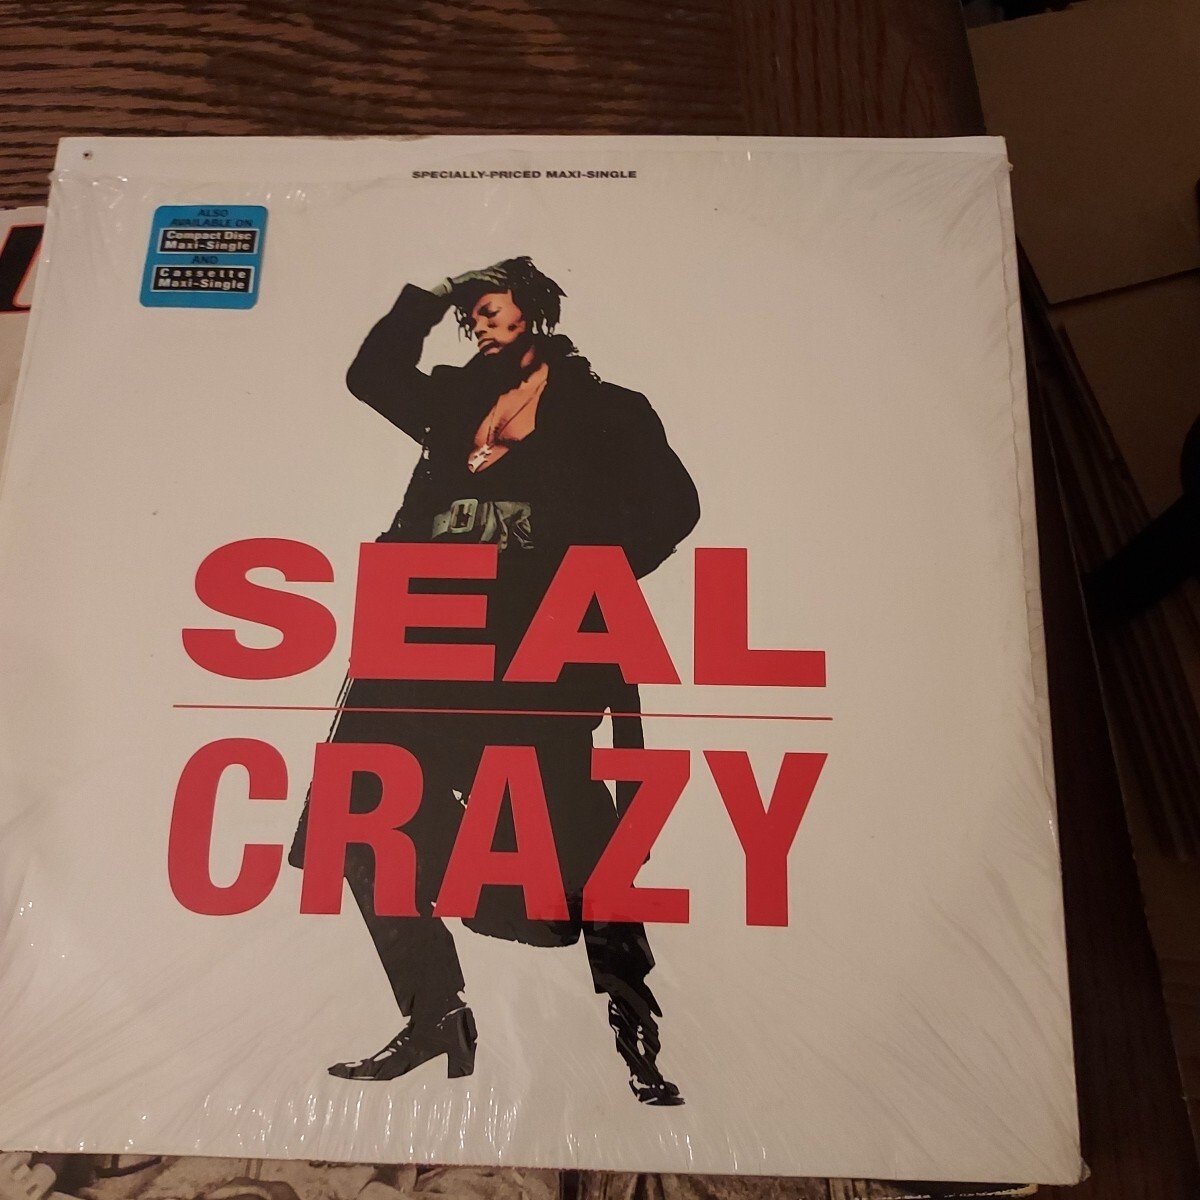 SPECIALLY-PRICED MAXI-SINGLE
ALSO
AVAILABLE ON
Compact Disc
Maxi-Single
AND
Cassette
Maxi-Single
SEAL
CRAZY